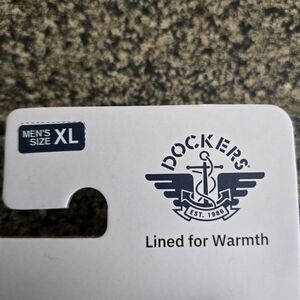 MEN'S
SIZE XL
DOCKERS
EST. 1986
Lined for Warmth